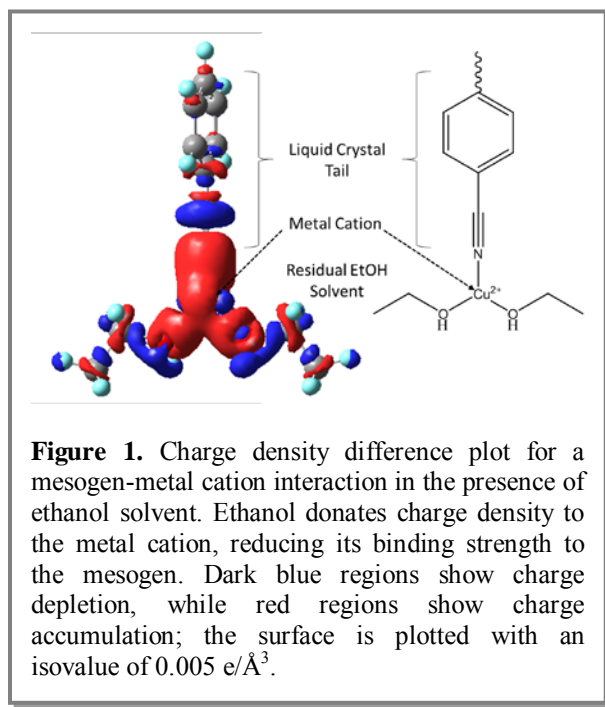 Liquid Crystal
Tail
Metal Cation
Residual EtOH
Solvent
N
Cu²⁺
O
H
O
H
Figure 1. Charge density difference plot for a
mesogen-metal cation interaction in the presence of
ethanol solvent. Ethanol donates charge density to
the metal cation, reducing its binding strength to
the mesogen. Dark blue regions show charge
depletion, while red regions show charge
accumulation; the surface is plotted with an
isovalue of 0.005 e/Å³.